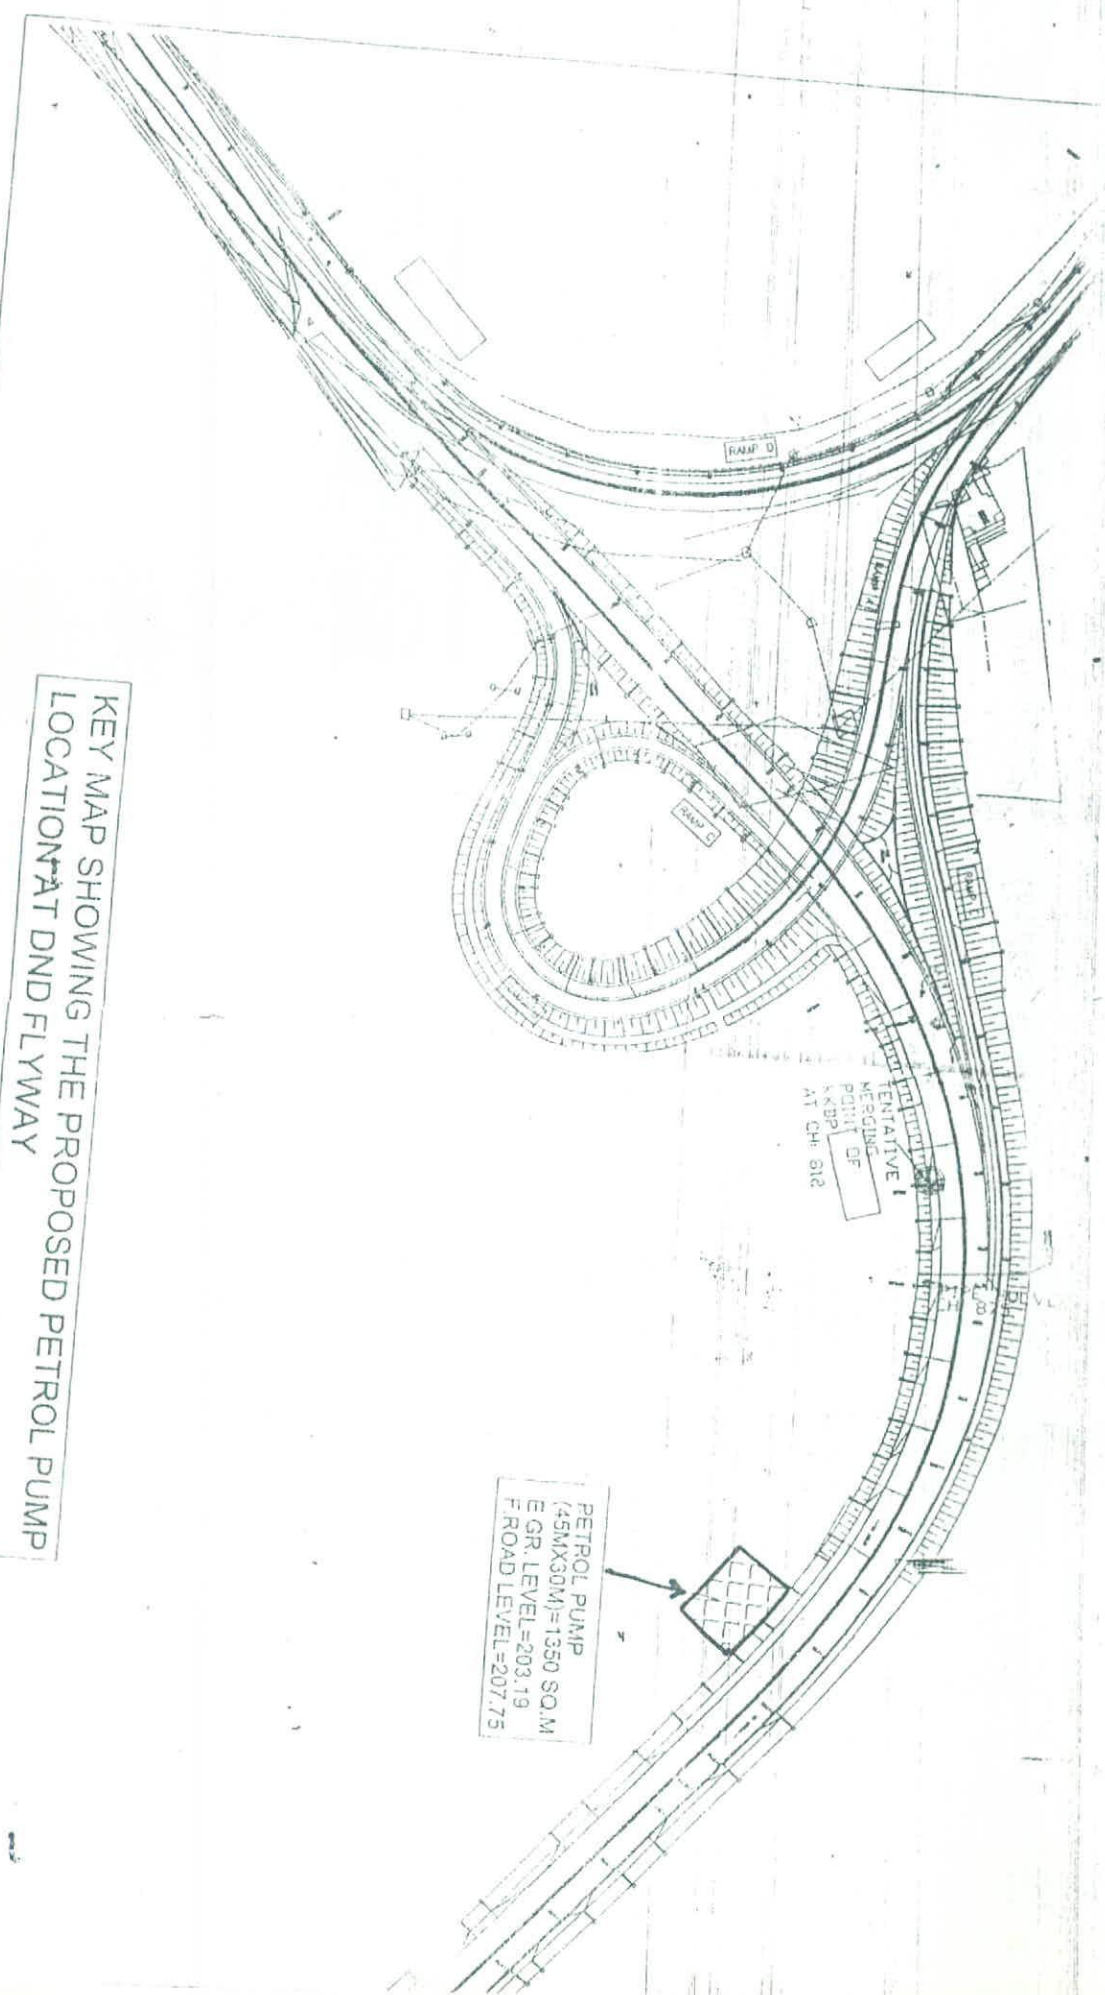 KEY MAP SHOWING THE PROPOSED PETROL PUMP
LOCATION AT DND FLYWAY
RAMP D
RAMP C
RAMP E
TENTATIVE
MERGING
POINT OF
KKBP
AT CH: 812
PETROL PUMP
(45MX30M)=1350 SQ.M
E GR. LEVEL=203.19
F.ROAD LEVEL=207.75